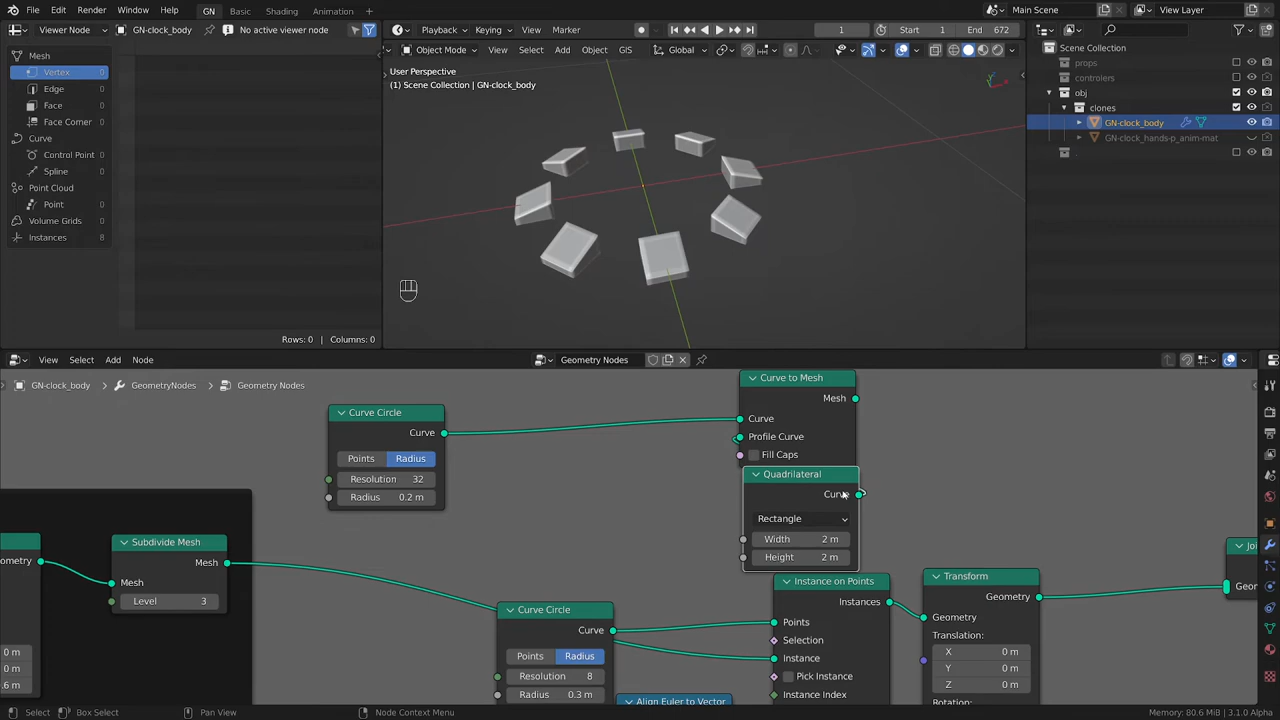 File Edit Render Window Help GN Basic Shading Animation Main Scene View Layer
Viewer Node GN-clock_body No active viewer node Playback Keying View Marker 1 Start 1 End 672
Object Mode View Select Add Object GIS Global
Mesh
Vertex 0
Edge 0
Face 0
Face Corner 0
Curve
Control Point 0
Spline 0
Point Cloud
Point 0
Volume Grids 0
Instances 8
Rows: 0 | Columns: 0
User Perspective
(1) Scene Collection | GN-clock_body
Scene Collection
props
controlers
obj
clones
GN-clock_body
GN-clock_hands-p_anim-mat
View Select Add Node Geometry Nodes
GN-clock_body GeometryNodes Geometry Nodes
Curve to Mesh
Mesh
Curve
Profile Curve
Fill Caps
Curve Circle
Curve
Points Radius
Resolution 32
Radius 0.2 m
Quadrilateral
Curve
Rectangle
Width 2 m
Height 2 m
ometry
0 m
0 m
.6 m
Subdivide Mesh
Mesh
Mesh
Level 3
Curve Circle
Curve
Points Radius
Resolution 8
Radius 0.3 m
Align Euler to Vector
Instance on Points
Instances
Points
Selection
Instance
Pick Instance
Instance Index
Transform
Geometry
Geometry
Translation:
X 0 m
Y 0 m
Z 0 m
Rotation:
Joi
Geor
Select Box Select Pan View Node Context Menu Memory: 80.6 MiB | 3.1.0 Alpha